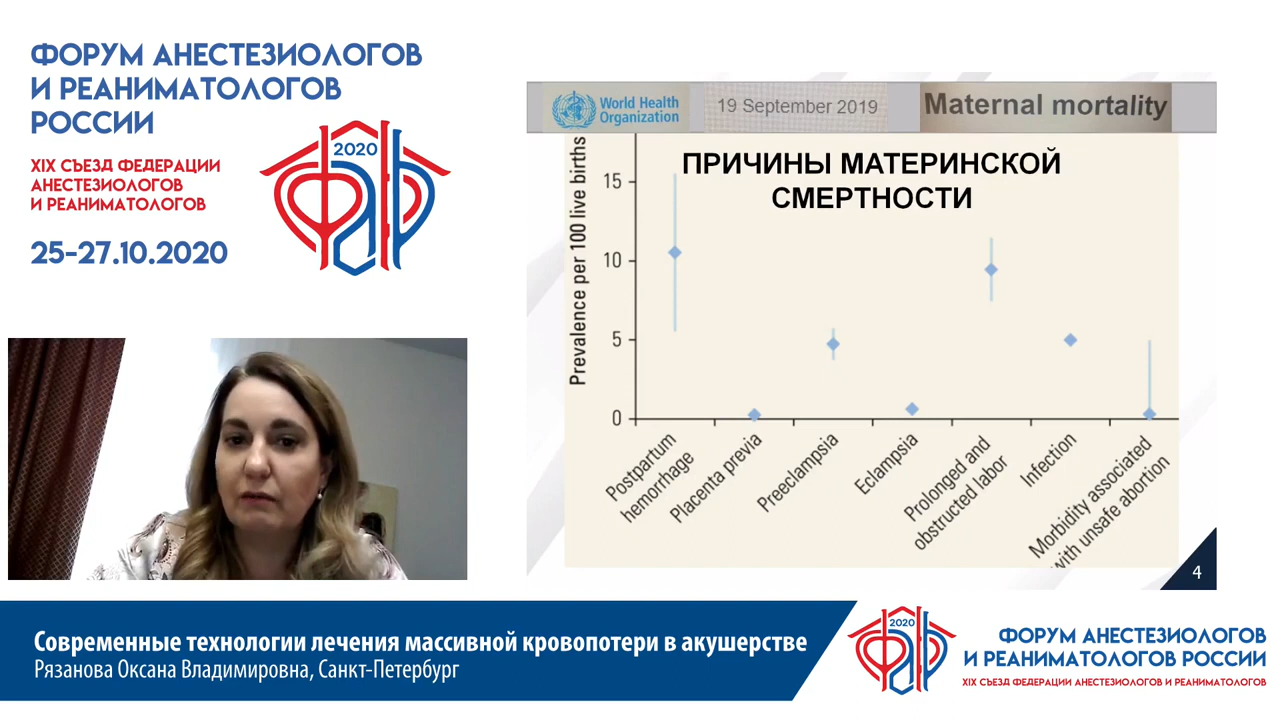 ФОРУМ АНЕСТЕЗИОЛОГОВ
И РЕАНИМАТОЛОГОВ
РОССИИ
XIX СЪЕЗД ФЕДЕРАЦИИ
АНЕСТЕЗИОЛОГОВ
И РЕАНИМАТОЛОГОВ
25-27.10.2020
2020
ФАР
World Health
Organization
19 September 2019
Maternal mortality
ПРИЧИНЫ МАТЕРИНСКОЙ
СМЕРТНОСТИ
Prevalence per 100 live births
15
10
5
0
Postpartum
hemorrhage
Placenta previa
Preeclampsia
Eclampsia
Prolonged and
obstructed labor
Infection
Morbidity associated
with unsafe abortion
4
Современные технологии лечения массивной кровопотери в акушерстве
Рязанова Оксана Владимировна, Санкт-Петербург
2020
ФАР
ФОРУМ АНЕСТЕЗИОЛОГОВ
И РЕАНИМАТОЛОГОВ РОССИИ
XIX СЪЕЗД ФЕДЕРАЦИИ АНЕСТЕЗИОЛОГОВ И РЕАНИМАТОЛОГОВ